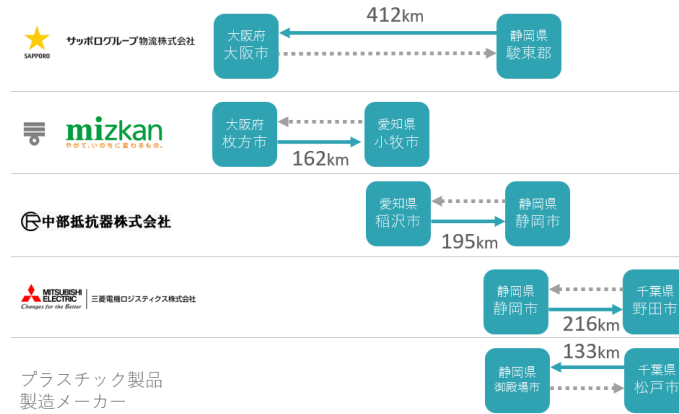 412km
SAPPORO
サッポログループ物流株式会社
大阪府
大阪市
静岡県
駿東郡
mizkan
やがて、いのちに変わるもの。
大阪府
枚方市
愛知県
小牧市
162km
中部抵抗器株式会社
愛知県
稲沢市
静岡県
静岡市
195km
MITSUBISHI
ELECTRIC
Changes for the Better
三菱電機ロジスティクス株式会社
静岡県
静岡市
千葉県
野田市
216km
133km
プラスチック製品
製造メーカー
静岡県
御殿場市
千葉県
松戸市